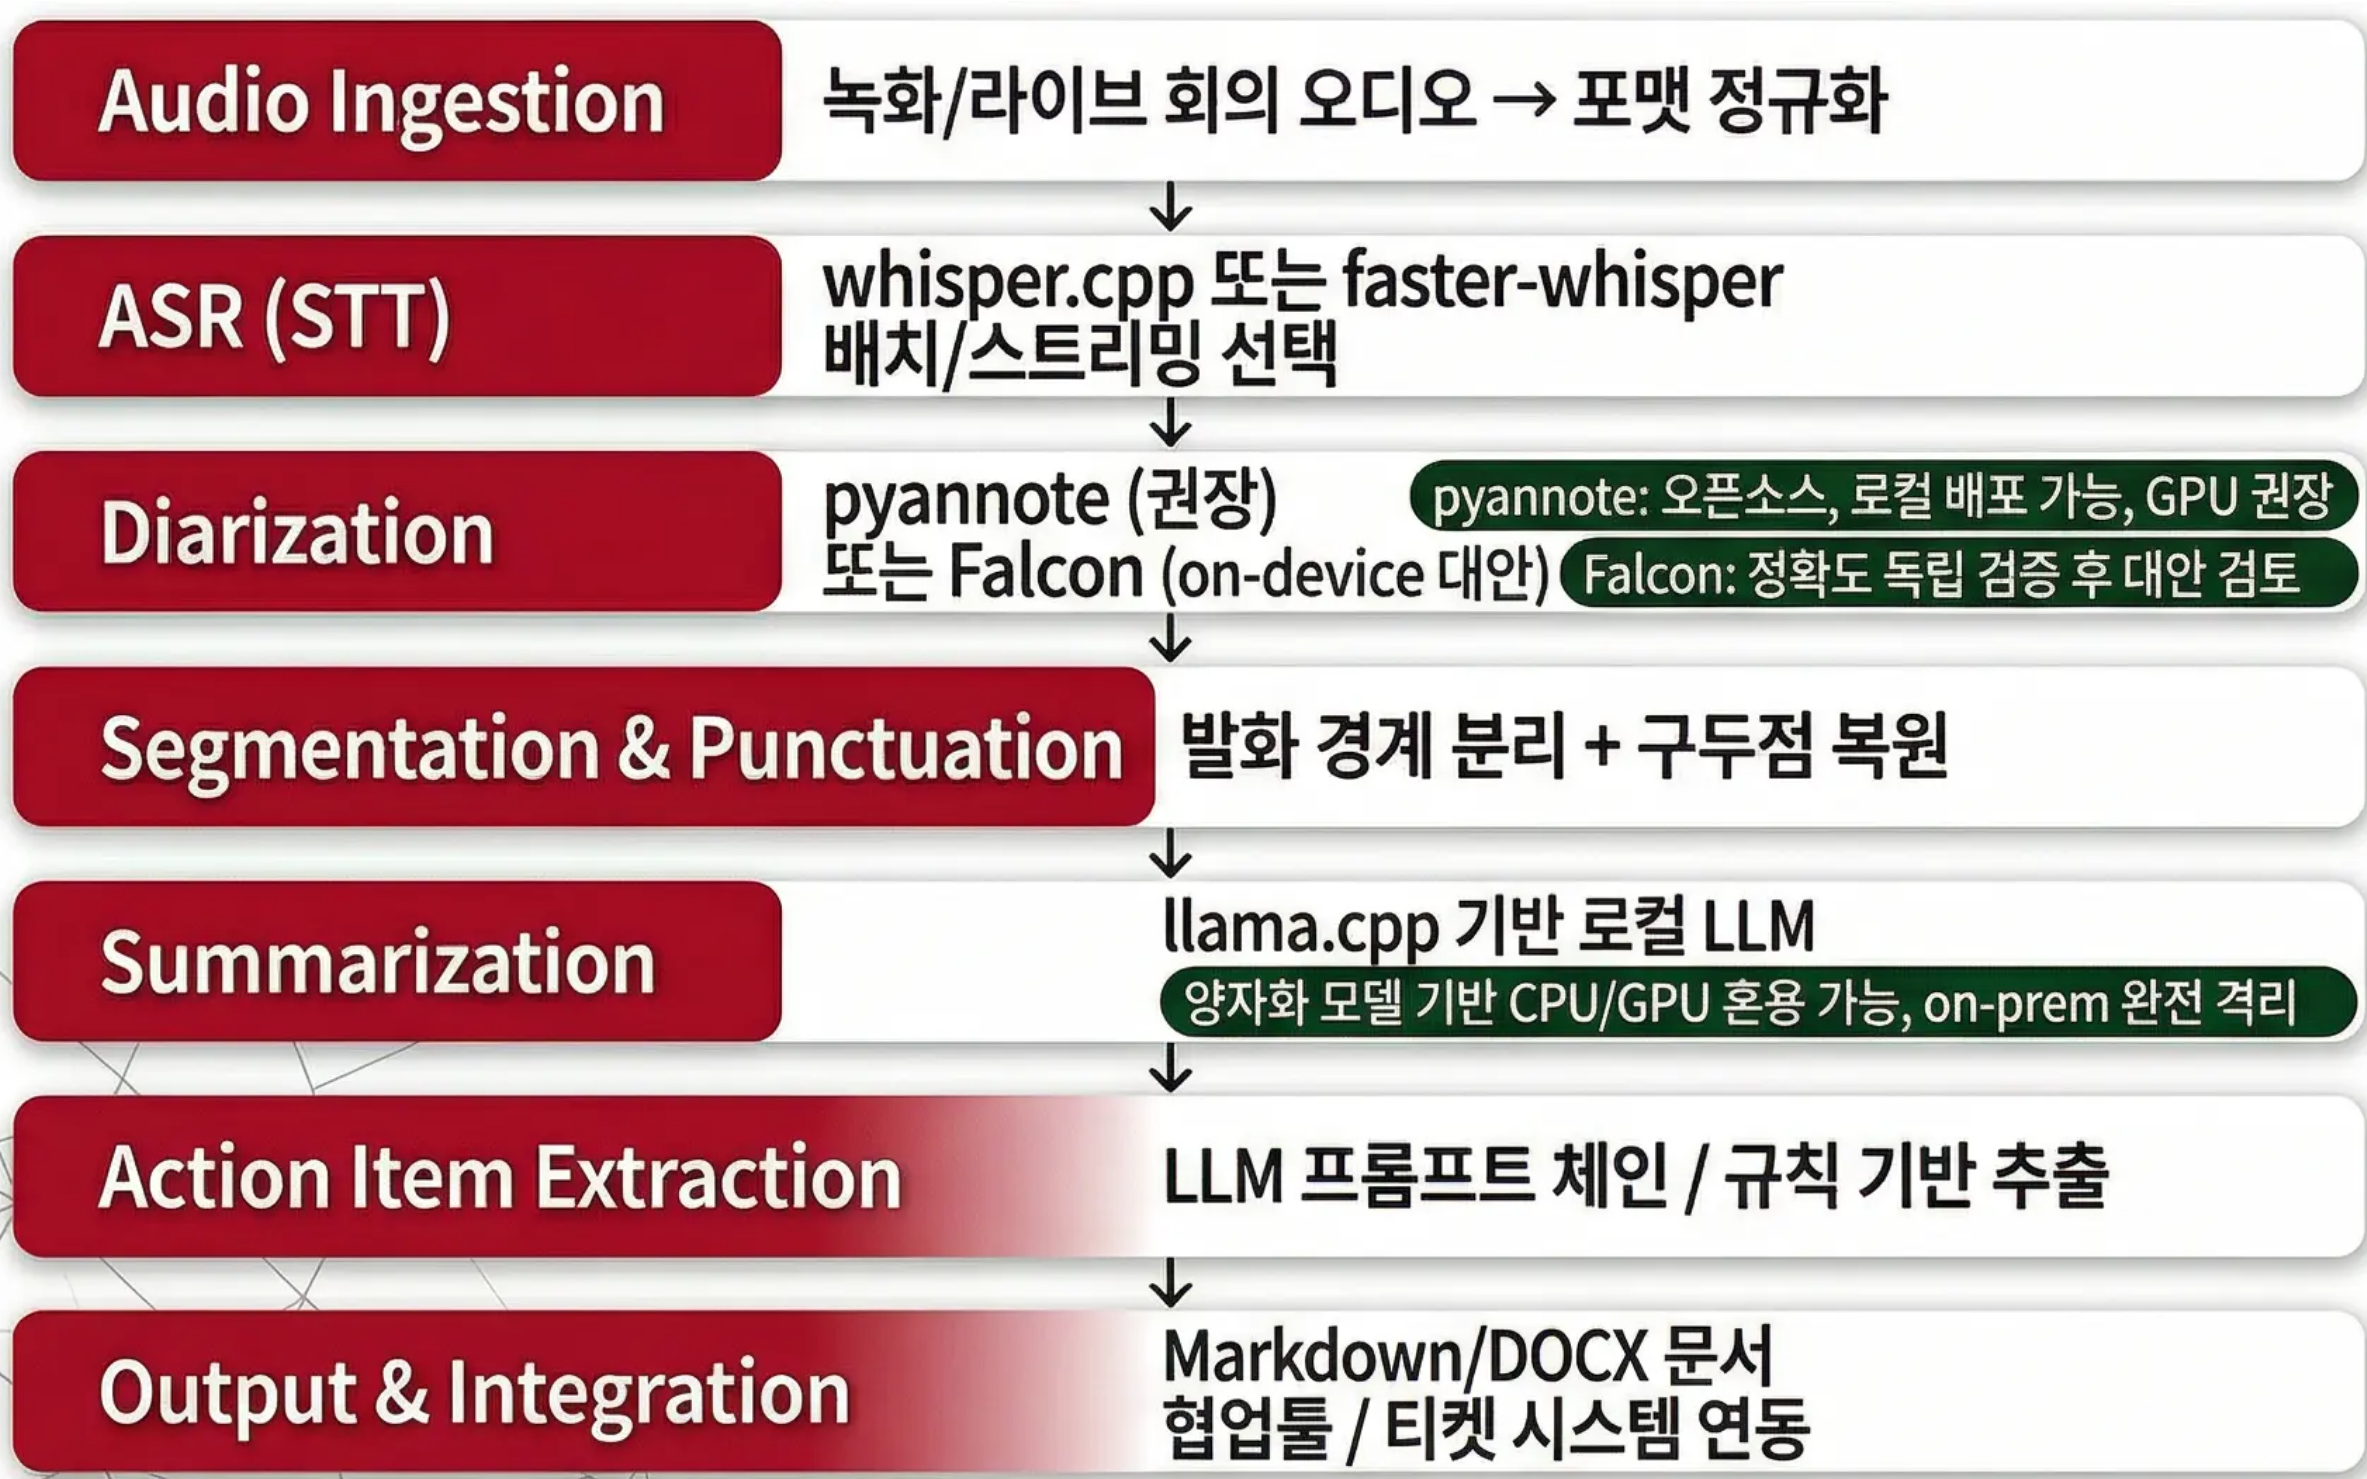 Audio Ingestion
녹화/라이브 회의 오디오 → 포맷 정규화
ASR (STT)
whisper.cpp 또는 faster-whisper
배치/스트리밍 선택
Diarization
pyannote (권장)
pyannote: 오픈소스, 로컬 배포 가능, GPU 권장
또는 Falcon (on-device 대안)
Falcon: 정확도 독립 검증 후 대안 검토
Segmentation & Punctuation
발화 경계 분리 + 구두점 복원
Summarization
llama.cpp 기반 로컬 LLM
양자화 모델 기반 CPU/GPU 혼용 가능, on-prem 완전 격리
Action Item Extraction
LLM 프롬프트 체인 / 규칙 기반 추출
Output & Integration
Markdown/DOCX 문서
협업툴 / 티켓 시스템 연동